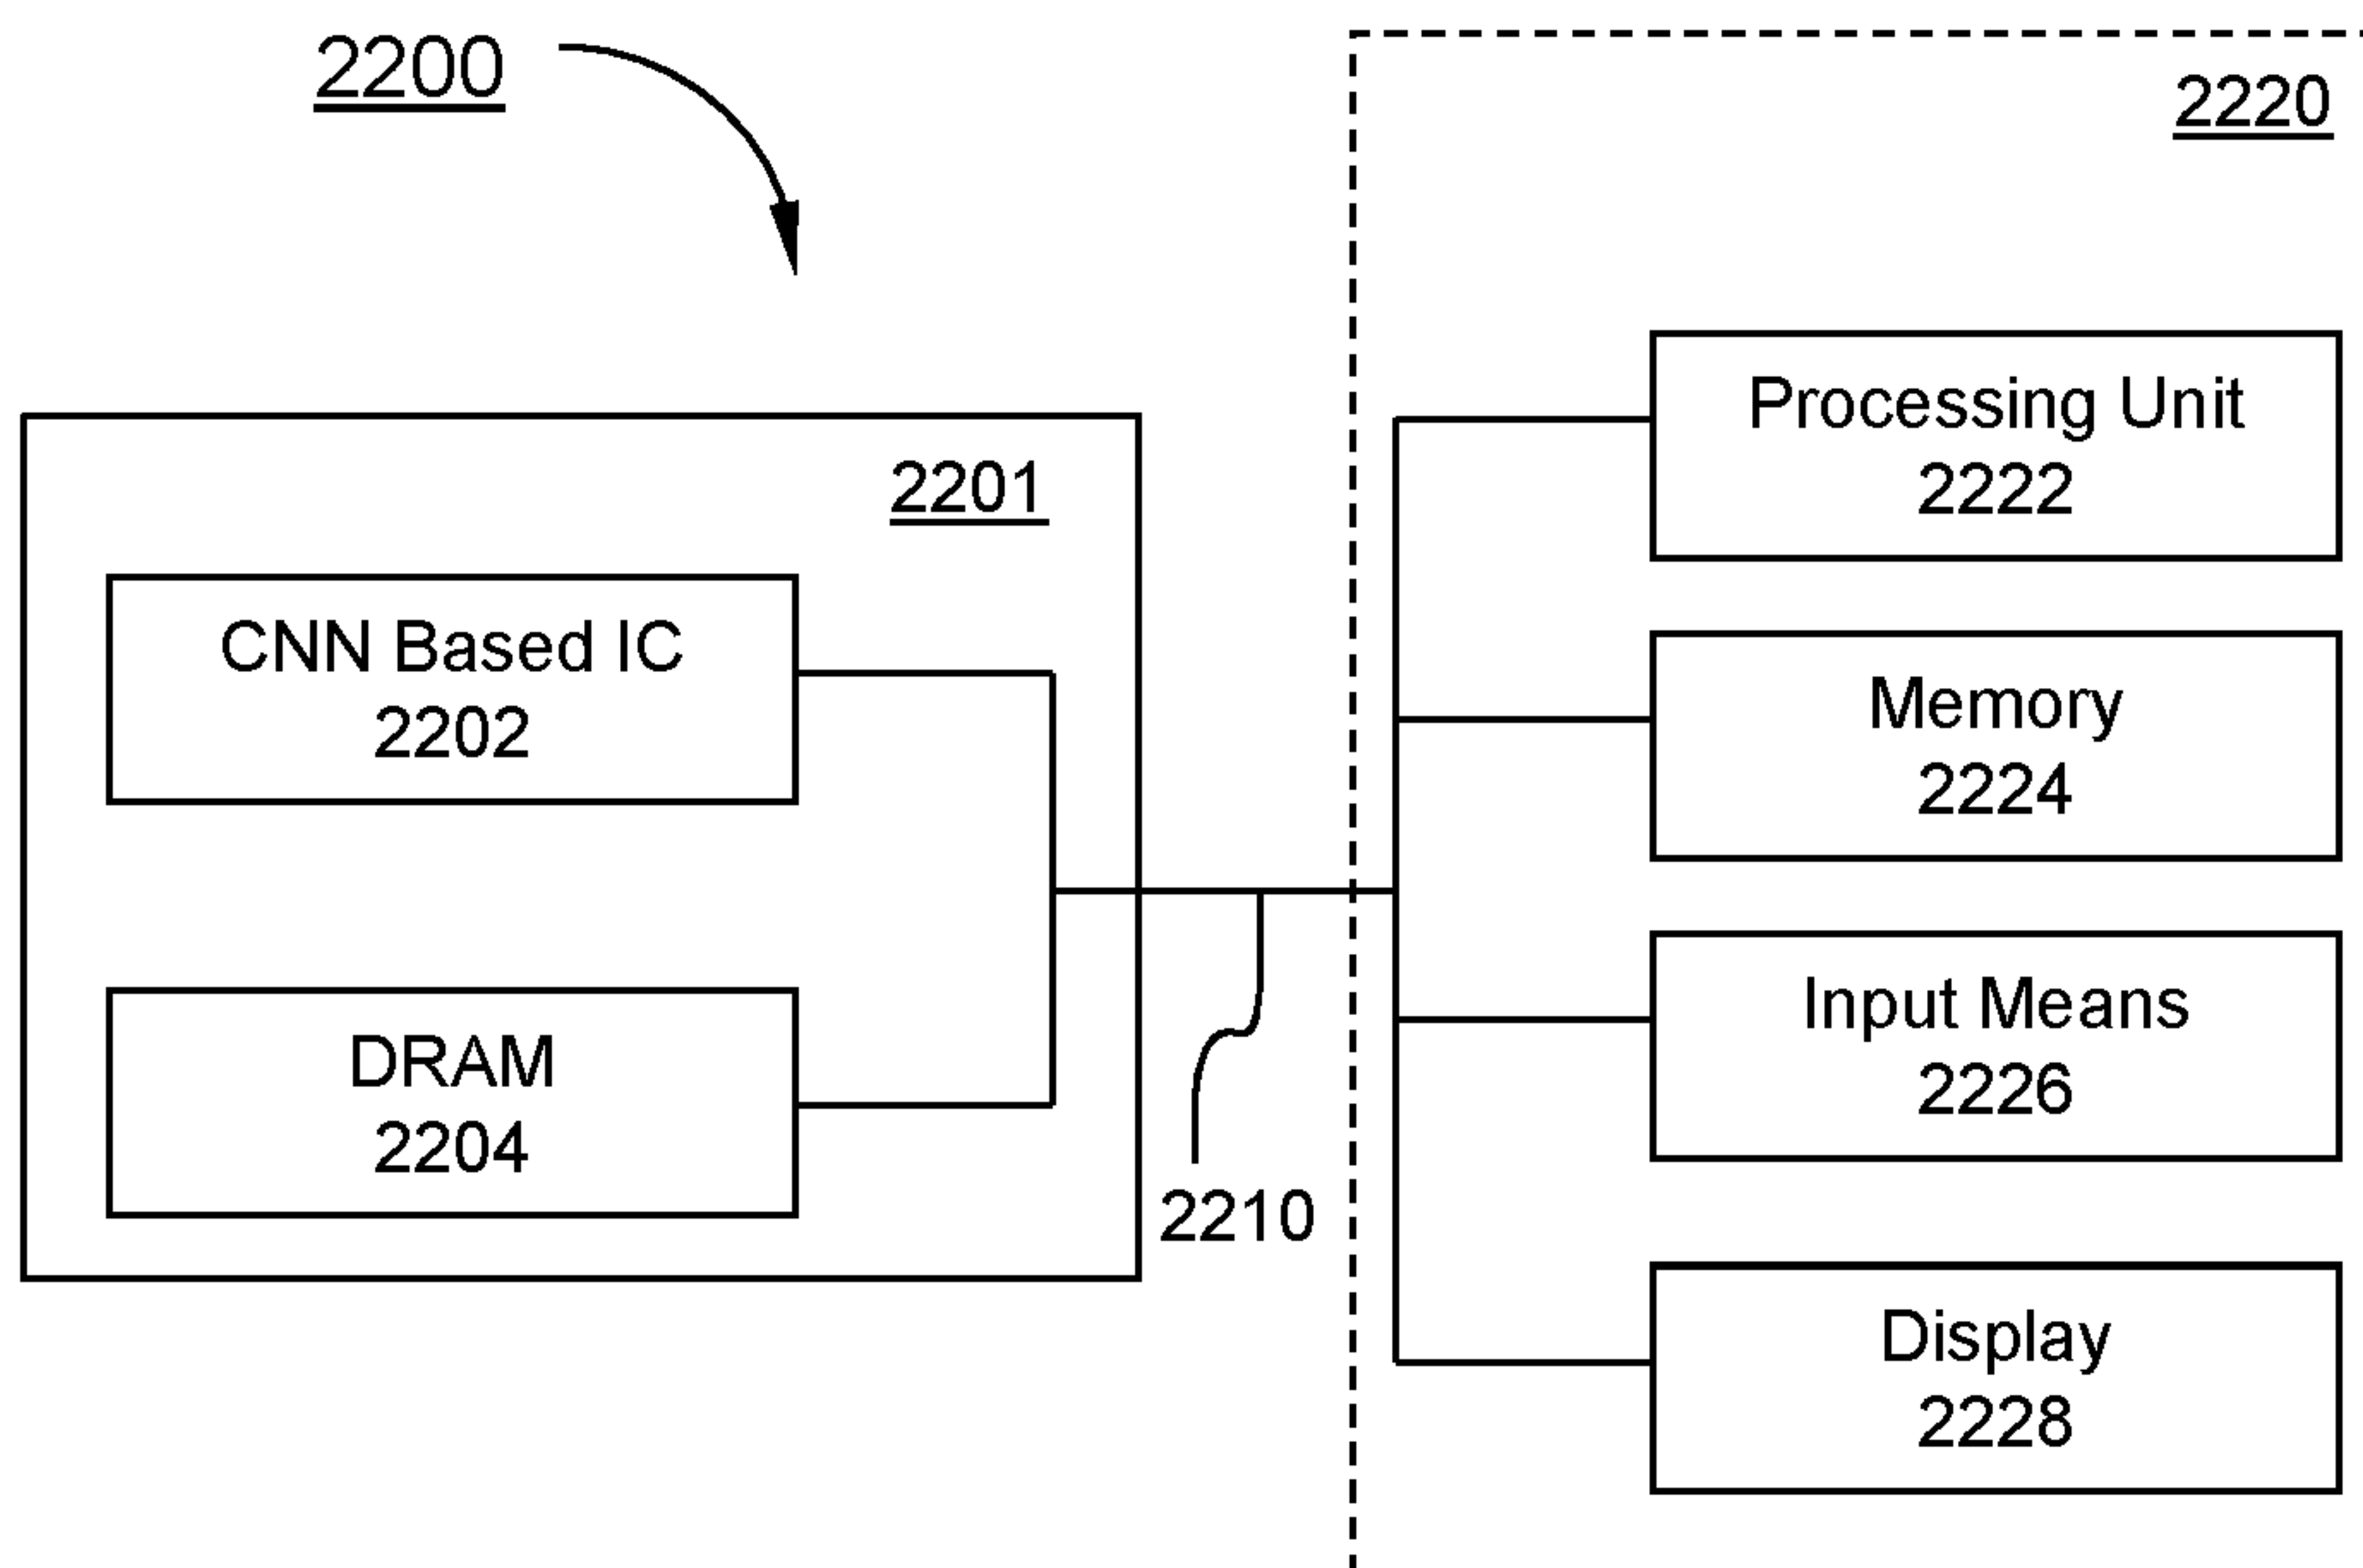 2200
2220
2201
CNN Based IC
2202
DRAM
2204
2210
Processing Unit
2222
Memory
2224
Input Means
2226
Display
2228